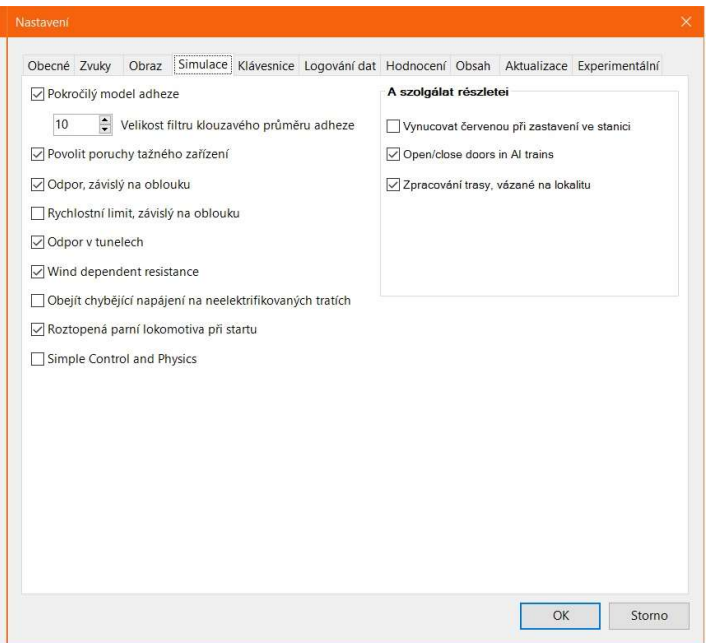 Nastavení
Obecné Zvuky Obraz Simulace Klávesnice Logování dat Hodnocení Obsah Aktualizace Experimentální
Pokročilý model adheze
10 Velikost filtru klouzavého průměru adheze
Povolit poruchy tažného zařízení
Odpor, závislý na oblouku
Rychlostní limit, závislý na oblouku
Odpor v tunelech
Wind dependent resistance
Obejít chybějící napájení na neelektrifikovaných tratích
Roztopená parní lokomotiva při startu
Simple Control and Physics
A szolgálat részletei
Vynucovat červenou při zastavení ve stanici
Open/close doors in AI trains
Zpracování trasy, vázané na lokalitu
OK Storno